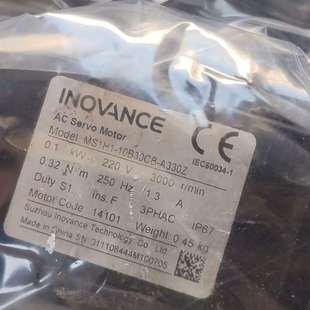 INOVANCE
CE
AC Servo Motor
IEC60034-1
Model: MS1H1-10B30CB-A330Z
0.1 kW 220 V 3000 r/min
0.32 N·m 250 Hz 1.3 A
Duty S1 Ins. F 3PHAC IP67
Motor Code 14101 Weight: 0.45 kg
Suzhou Inovance Technology Co., Ltd.
Made in China S/N: 011108444M100705